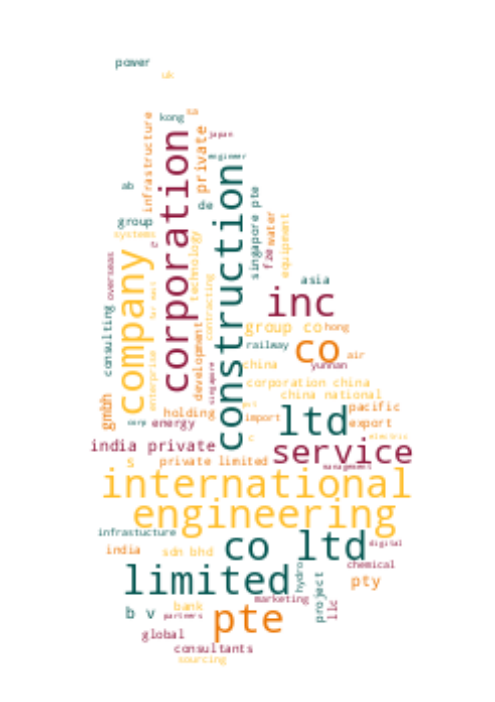 power
uk
sa
kong
infrastructure
corporation
private
japan
engineer
construction
ab
de
singapore pte
group
water
fze
equipment
systems
technology
overseas
company
asia
contracting
inc
consulting
group co
hong
development
railway
co
air
enterprise
singapore
china
yunnan
corporation china
china national
gmbh
holding
ltd
pacific
import
export
corp
energy
c
electric
india private
service
s
private limited
management
international
engineering
infrastucture
co ltd
digital
india
sdn bhd
hydro
chemical
limited
project
pty
marketing
llc
bank
b v
partners
pte
global
consultants
sourcing